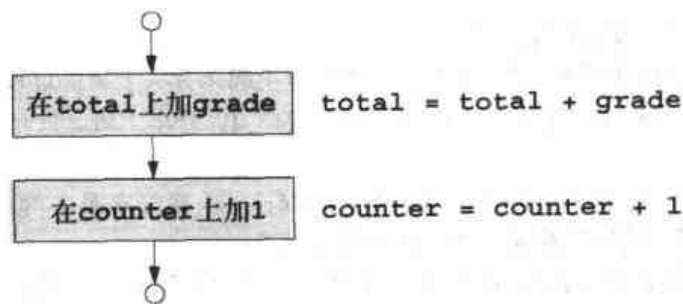 在total上加grade total = total + grade
在counter上加1 counter = counter + 1